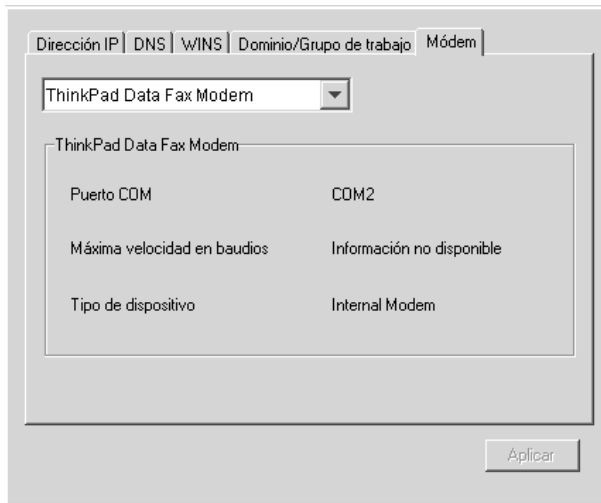 Dirección IP DNS WINS Dominio/Grupo de trabajo Módem
ThinkPad Data Fax Modem
ThinkPad Data Fax Modem
Puerto COM COM2
Máxima velocidad en baudios Información no disponible
Tipo de dispositivo Internal Modem
Aplicar